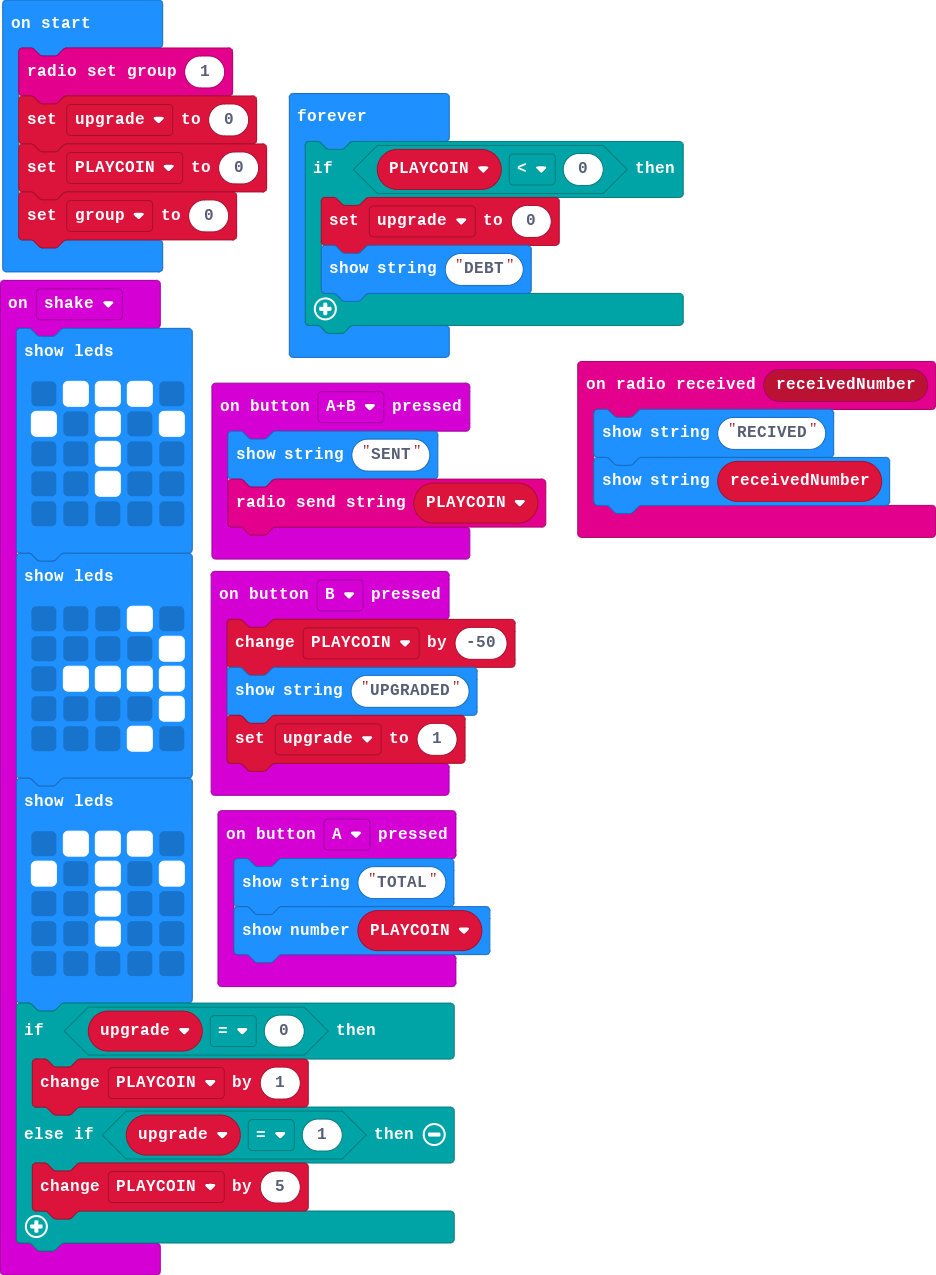 on start
radio set group 1
set upgrade to 0
set PLAYCOIN to 0
set group to 0
forever
if PLAYCOIN < 0 then
set upgrade to 0
show string "DEBT"
on shake
show leds
show leds
show leds
if upgrade = 0 then
change PLAYCOIN by 1
else if upgrade = 1 then
change PLAYCOIN by 5
on button A+B pressed
show string "SENT"
radio send string PLAYCOIN
on radio received receivedNumber
show string "RECIVED"
show string receivedNumber
on button B pressed
change PLAYCOIN by -50
show string "UPGRADED"
set upgrade to 1
on button A pressed
show string "TOTAL"
show number PLAYCOIN